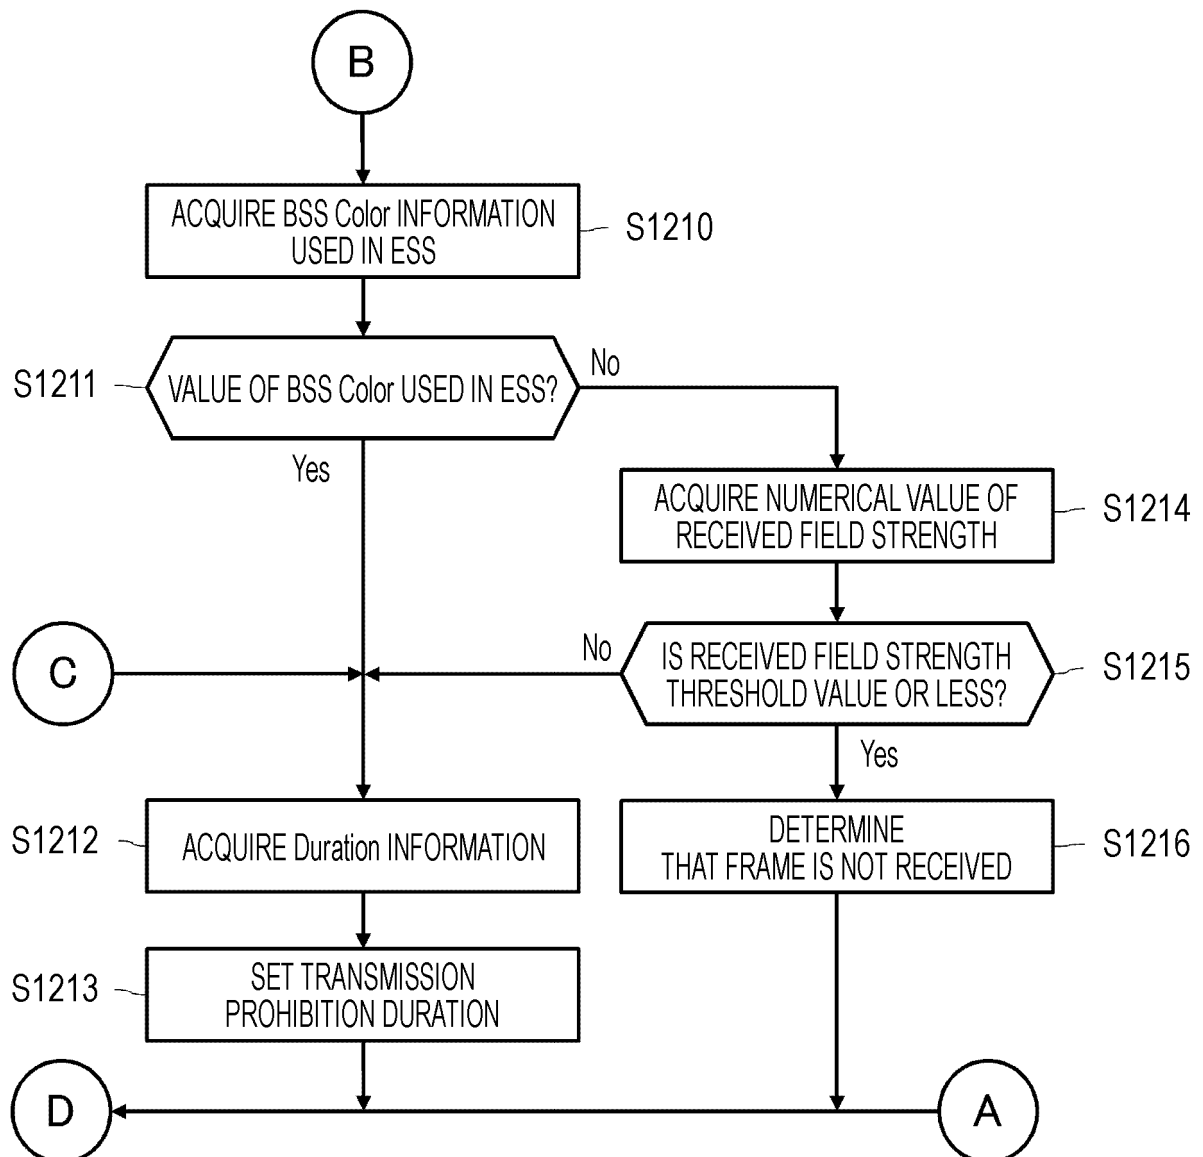 B
ACQUIRE BSS Color INFORMATION
USED IN ESS
S1210
S1211
VALUE OF BSS Color USED IN ESS?
No
Yes
ACQUIRE NUMERICAL VALUE OF
RECEIVED FIELD STRENGTH
S1214
C
No
IS RECEIVED FIELD STRENGTH
THRESHOLD VALUE OR LESS?
S1215
Yes
S1212
ACQUIRE Duration INFORMATION
DETERMINE
THAT FRAME IS NOT RECEIVED
S1216
S1213
SET TRANSMISSION
PROHIBITION DURATION
D
A